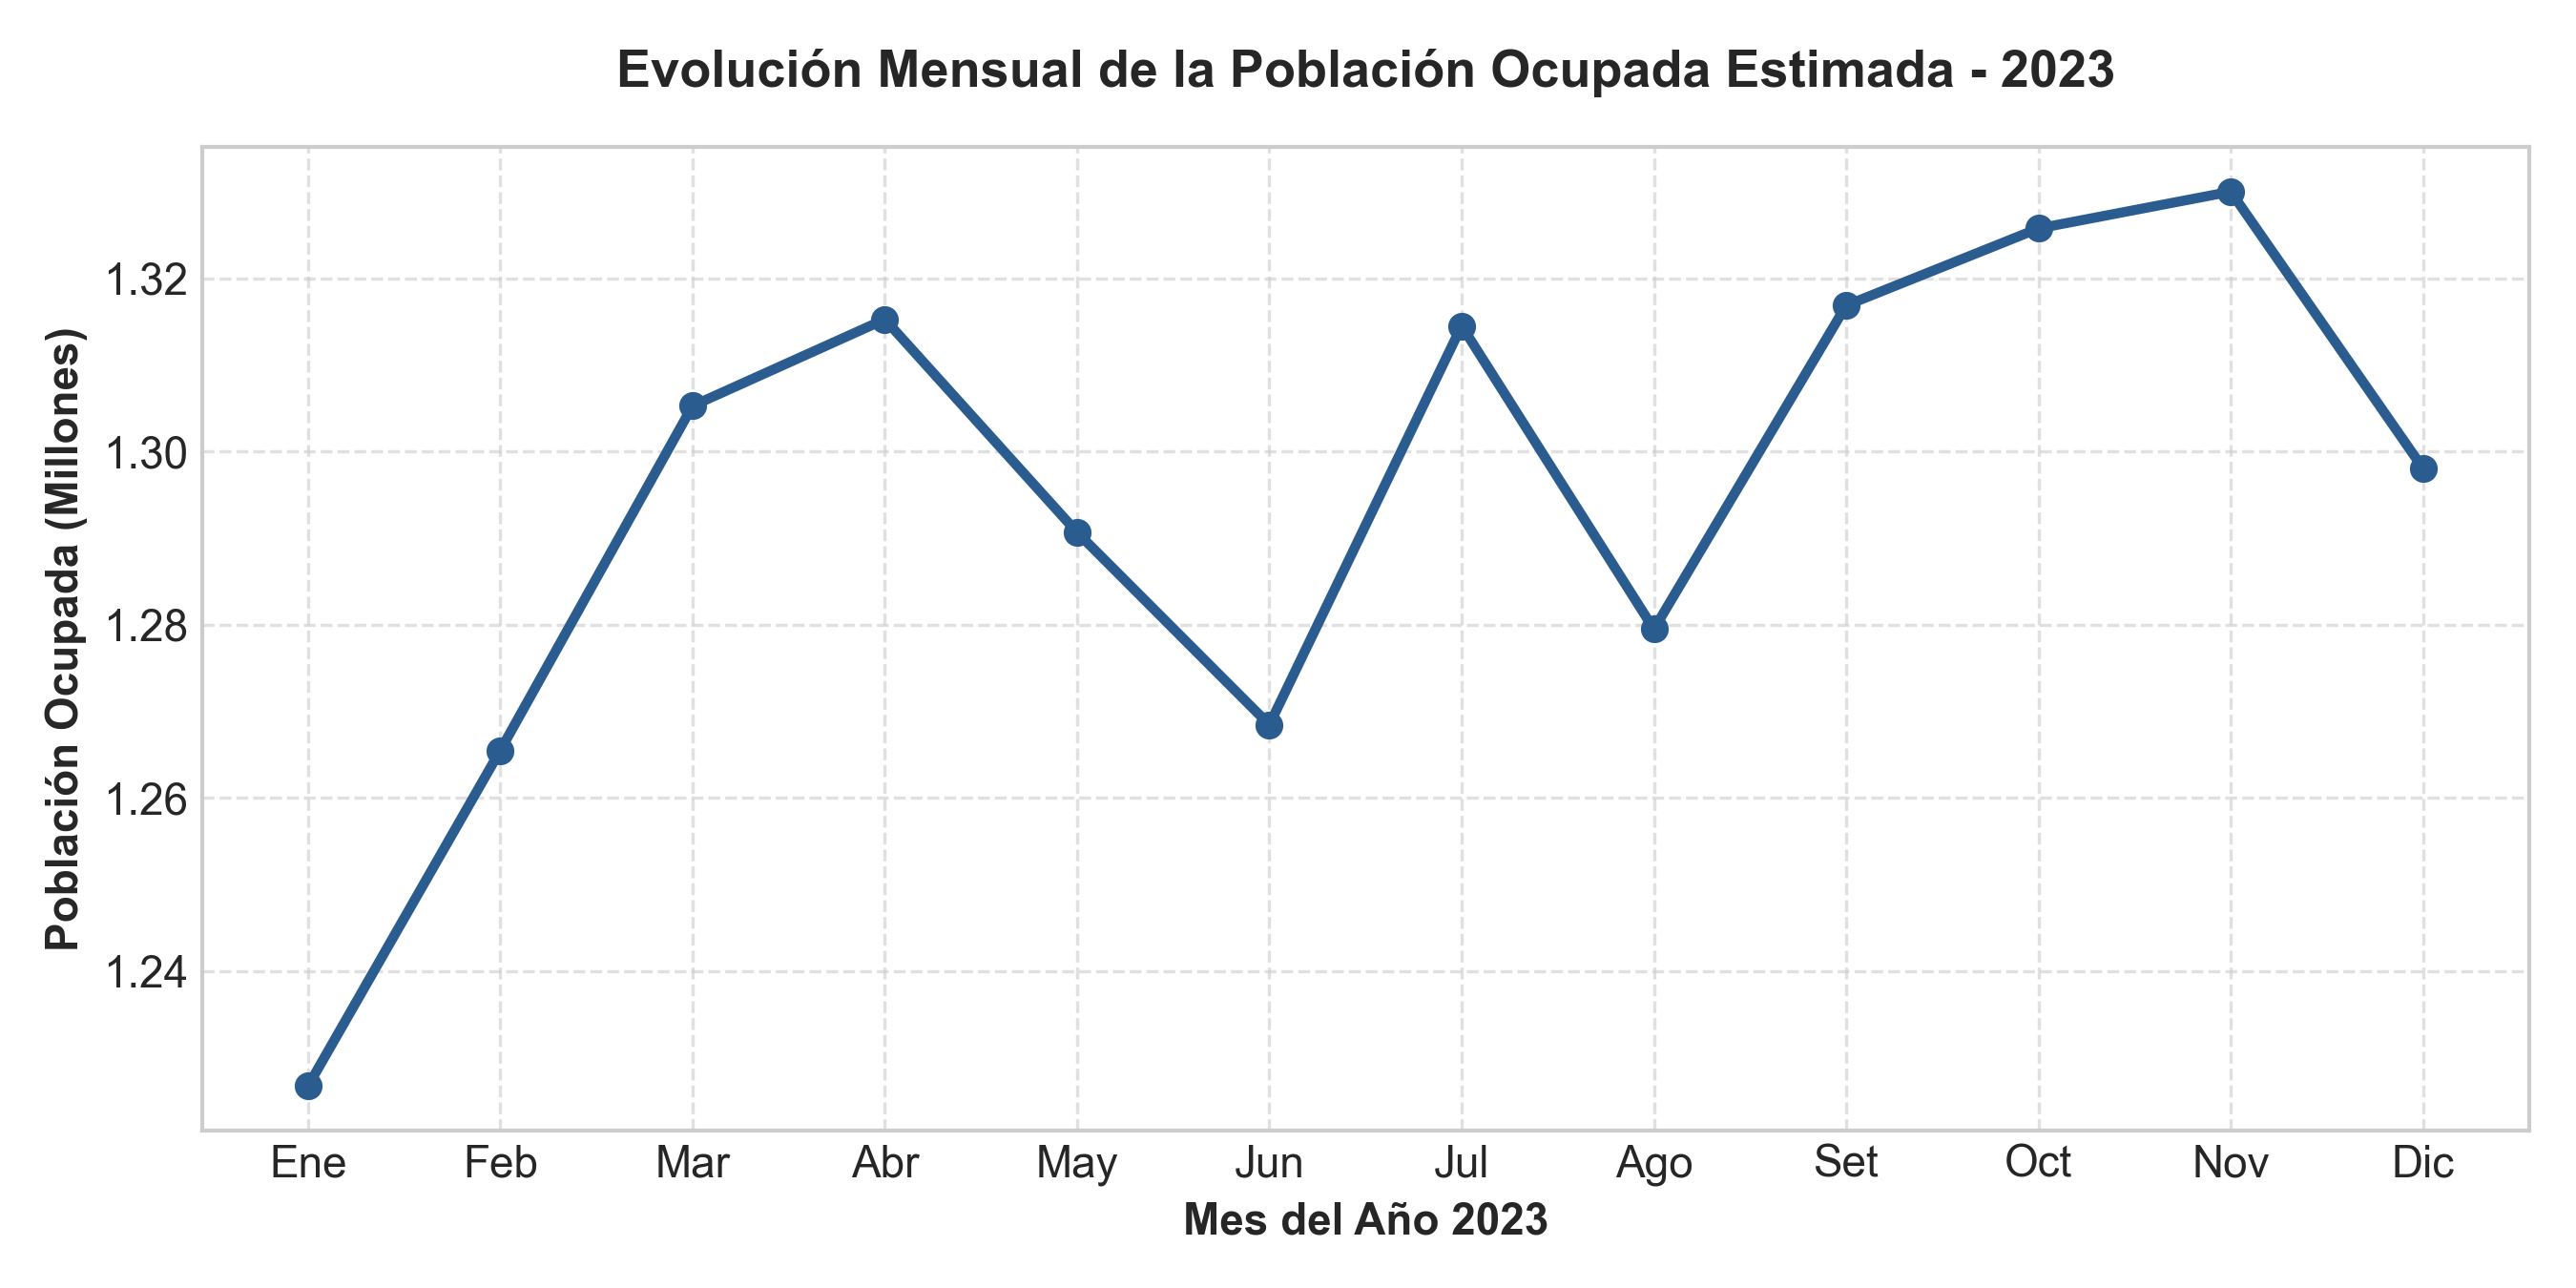 Evolución Mensual de la Población Ocupada Estimada - 2023
Población Ocupada (Millones)
1.32
1.30
1.28
1.26
1.24
Ene Feb Mar Abr May Jun Jul Ago Set Oct Nov Dic
Mes del Año 2023